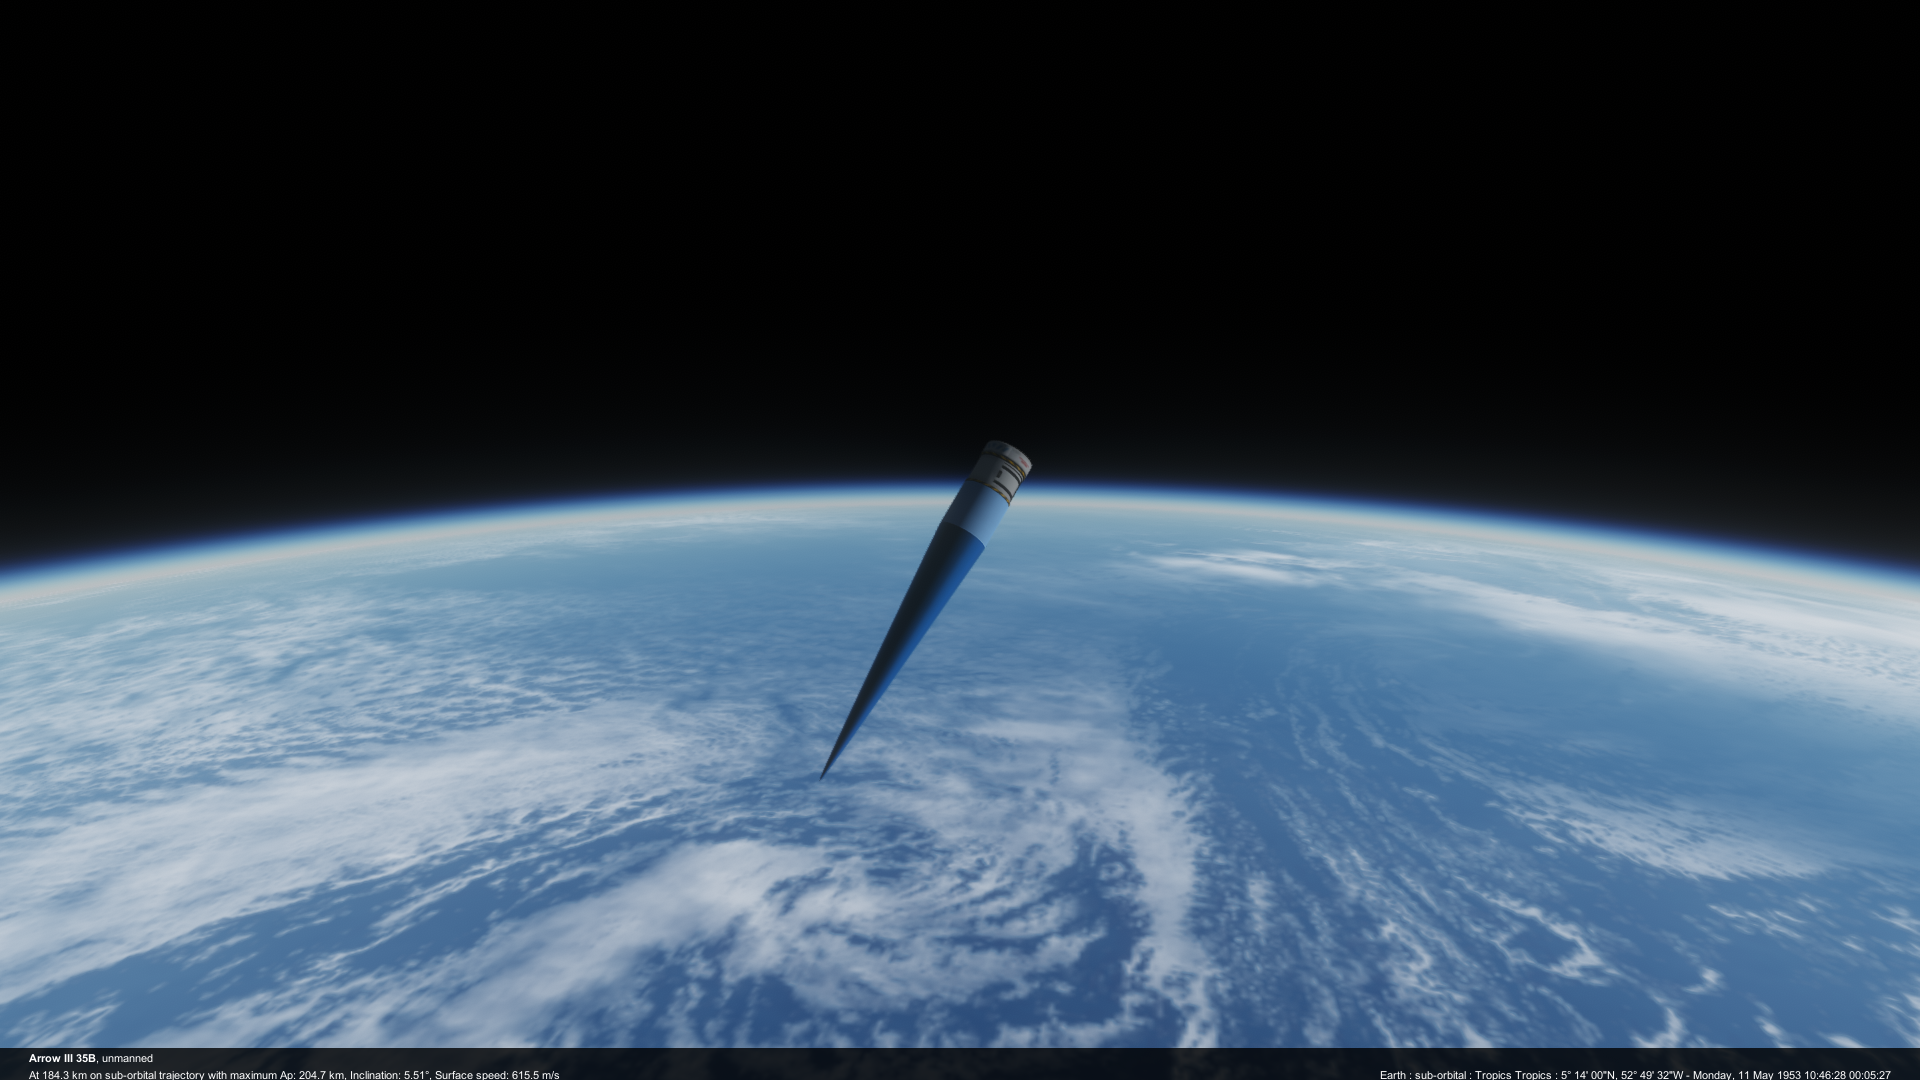 Arrow III 35B, unmanned
At 184.3 km on sub-orbital trajectory with maximum Ap: 204.7 km, Inclination: 5.51°, Surface speed: 615.5 m/s
Earth : sub-orbital : Tropics Tropics : 5° 14' 00"N, 52° 49' 32"W - Monday, 11 May 1953 10:46:28 00:05:27